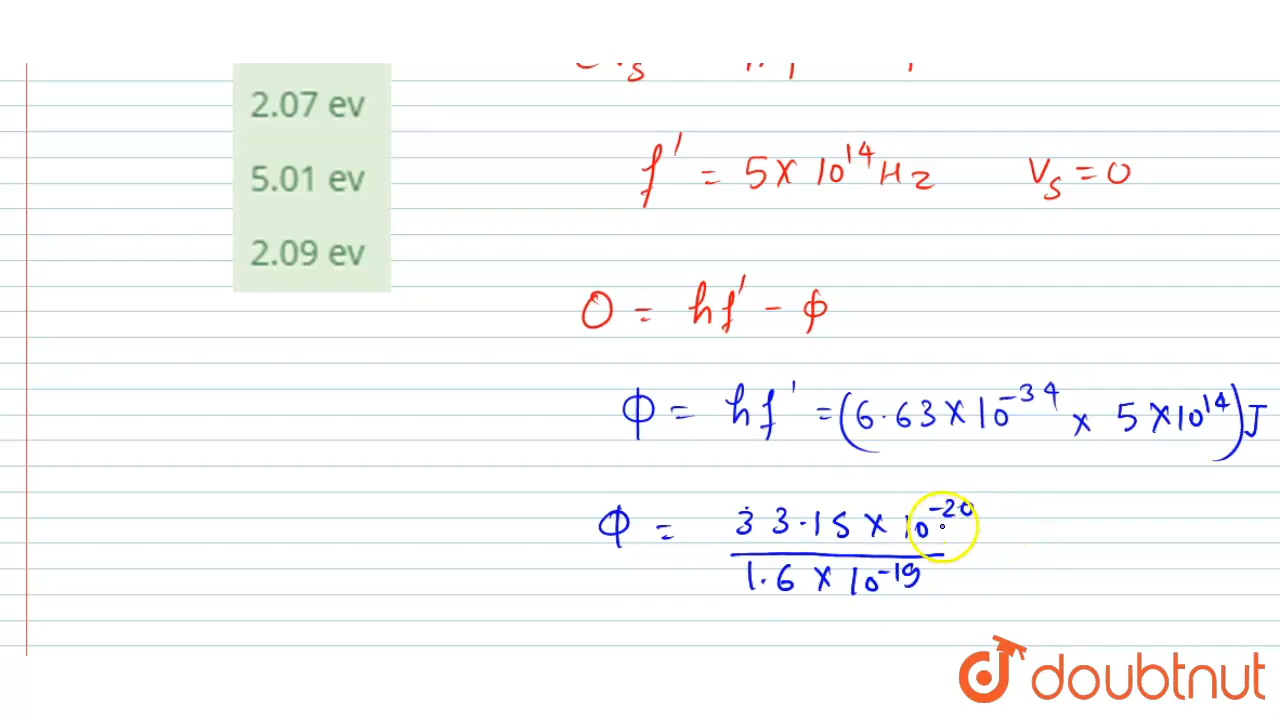 2.07 ev
5.01 ev
2.09 ev
f' = 5 x 10^14 Hz V_s = 0
0 = hf' - ϕ
ϕ = hf' = (6.63 x 10^-34 x 5 x 10^14) J
ϕ = 33.15 x 10^-20
1.6 x 10^-19
doubtnut